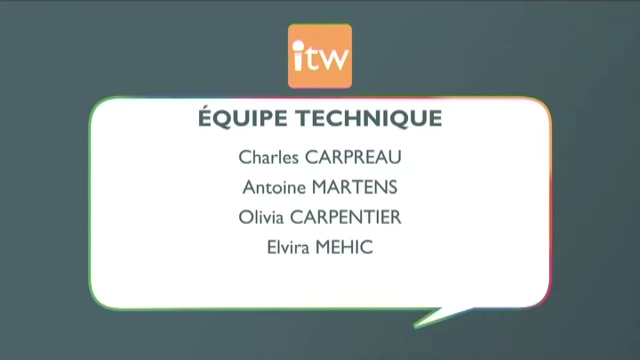 itw
ÉQUIPE TECHNIQUE
Charles CARPREAU
Antoine MARTENS
Olivia CARPENTIER
Elvira MEHIC